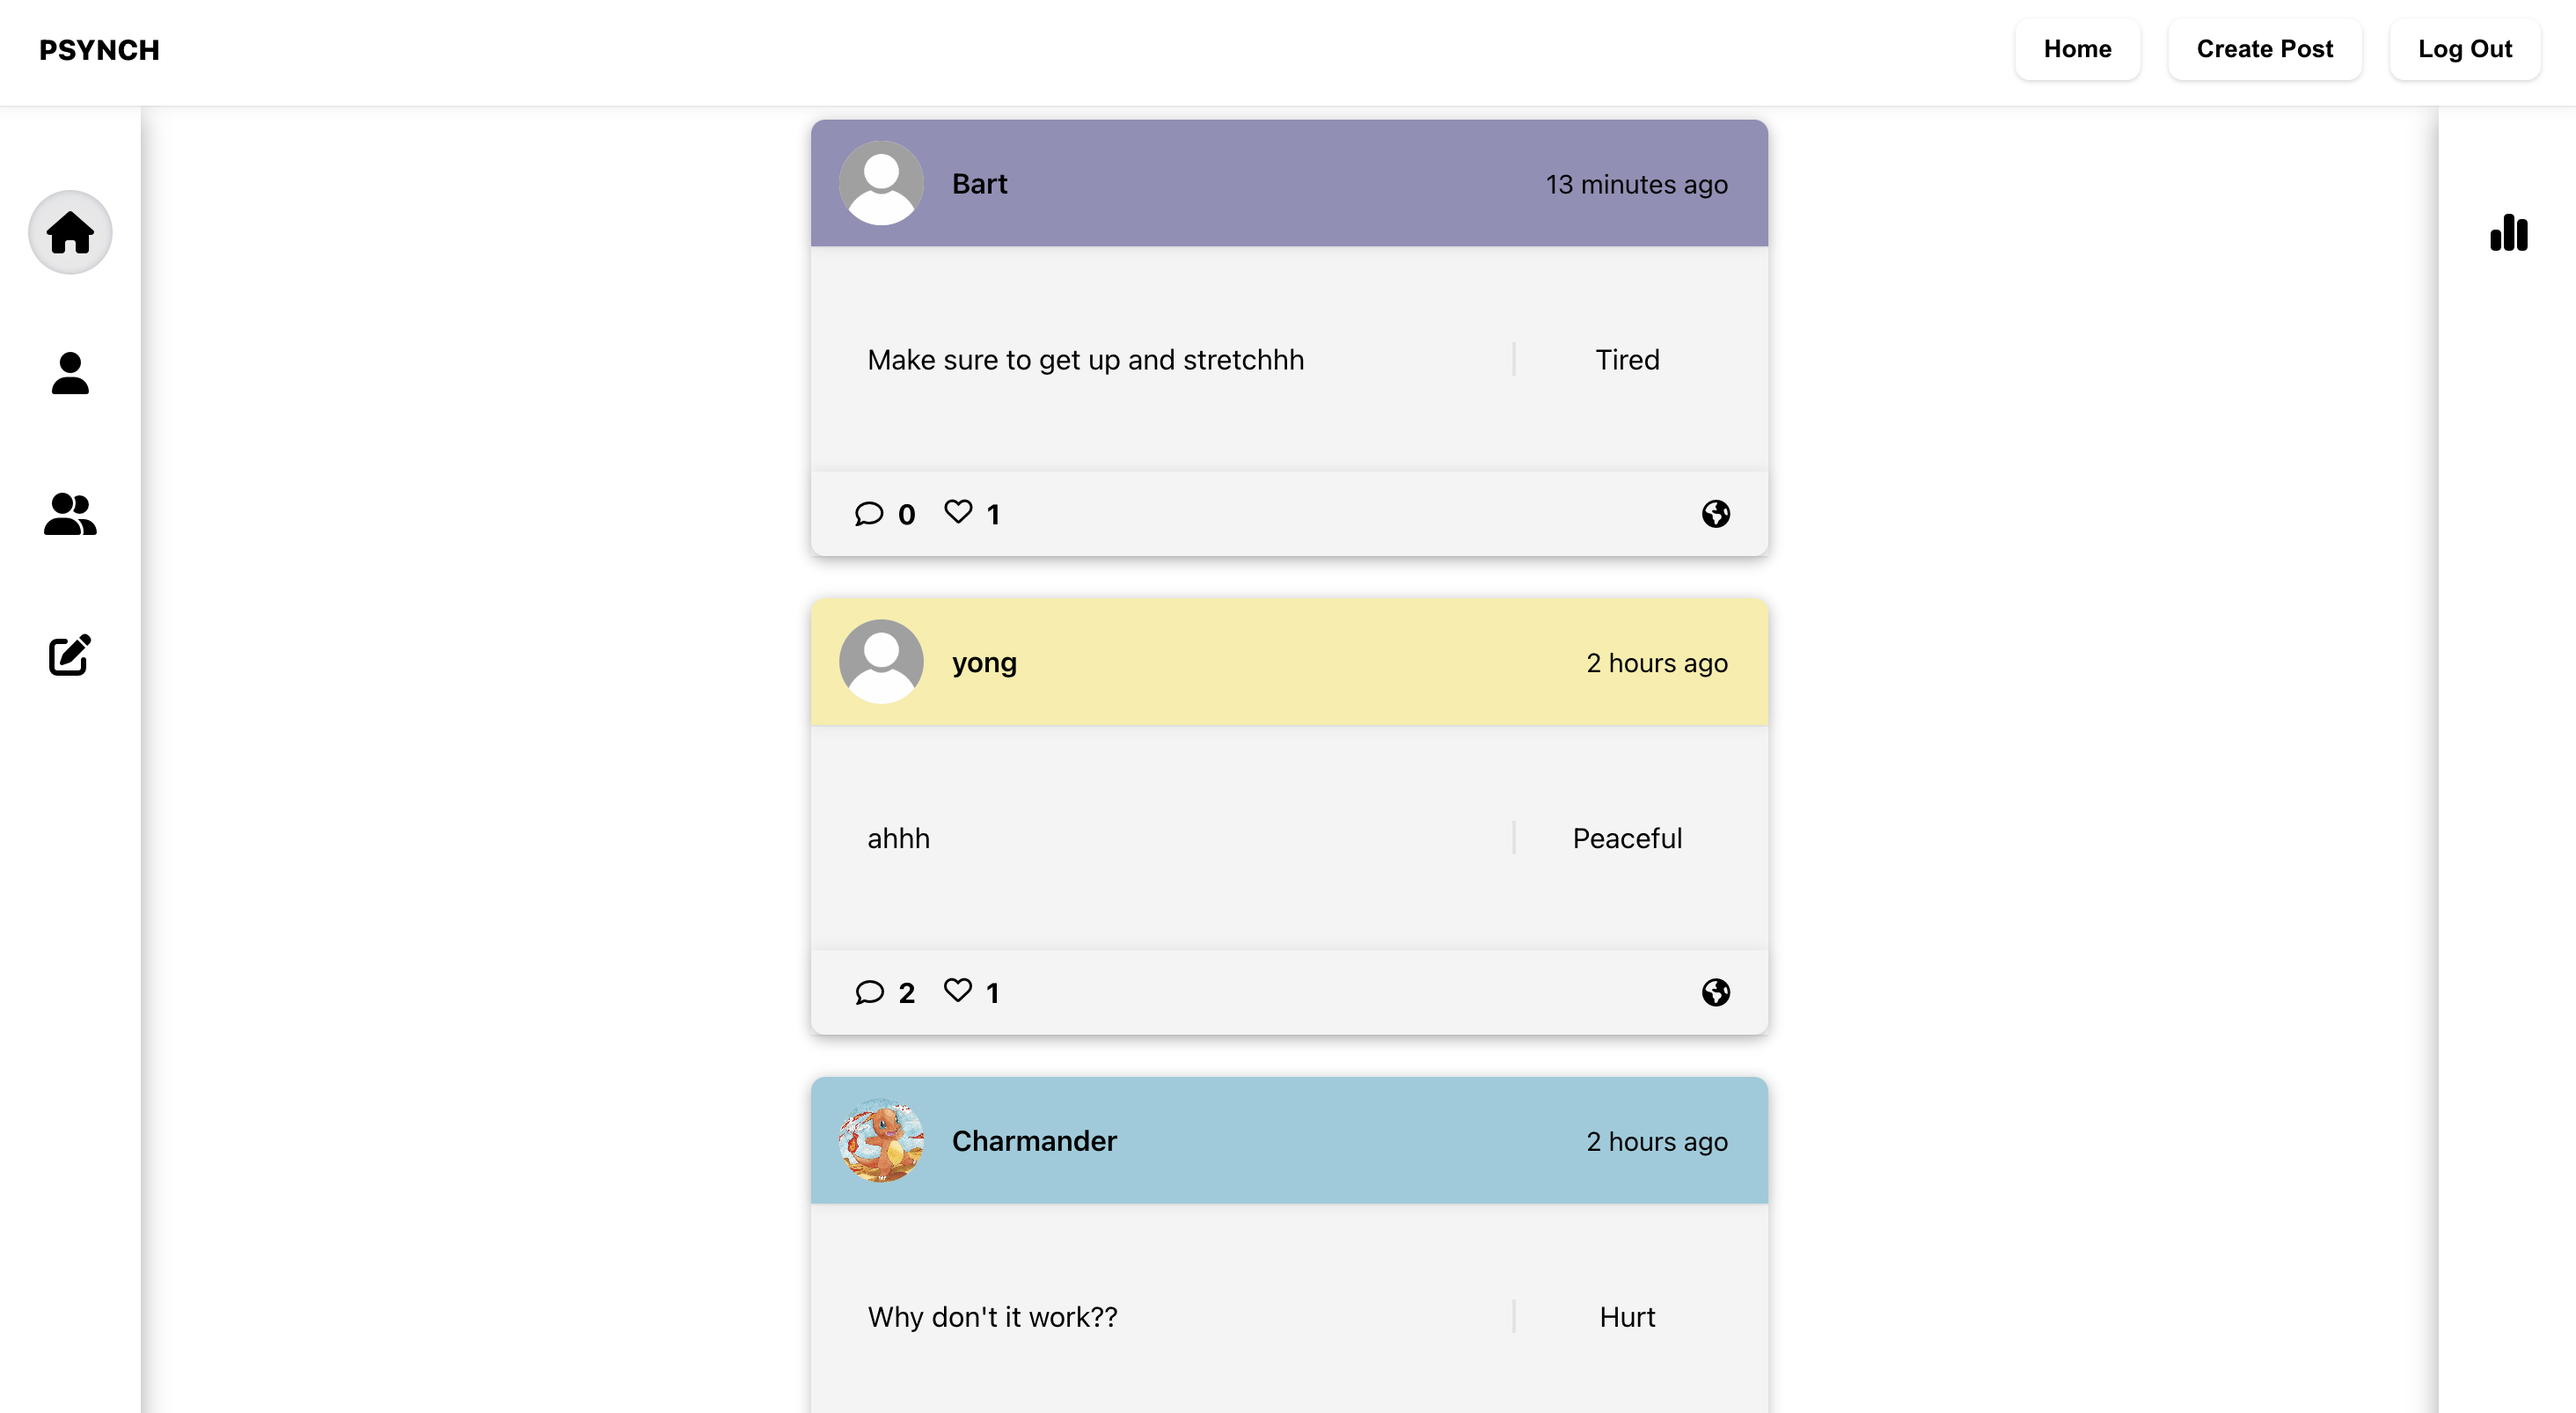 PSYNCH
Home Create Post Log Out
Bart 13 minutes ago
Make sure to get up and stretchhh Tired
0 1
yong 2 hours ago
ahhh Peaceful
2 1
Charmander 2 hours ago
Why don't it work?? Hurt